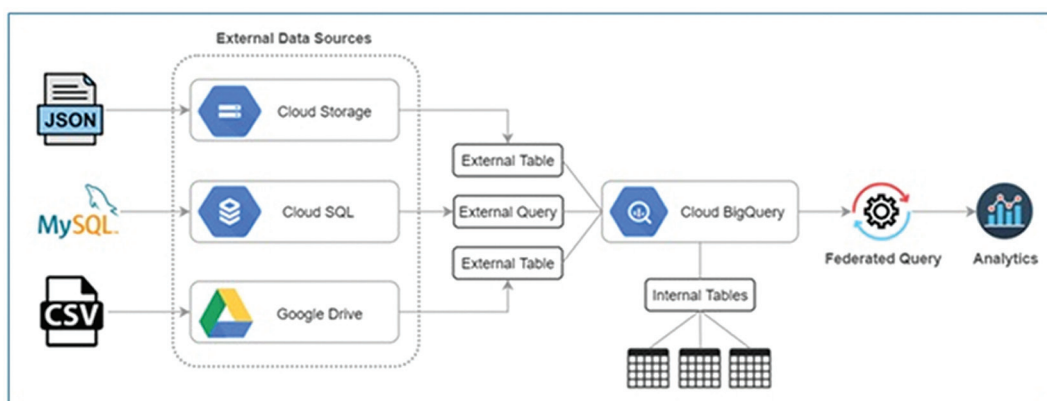 External Data Sources
JSON
Cloud Storage
External Table
MySQL™
Cloud SQL
External Query
Cloud BigQuery
Federated Query
Analytics
External Table
CSV
Google Drive
Internal Tables